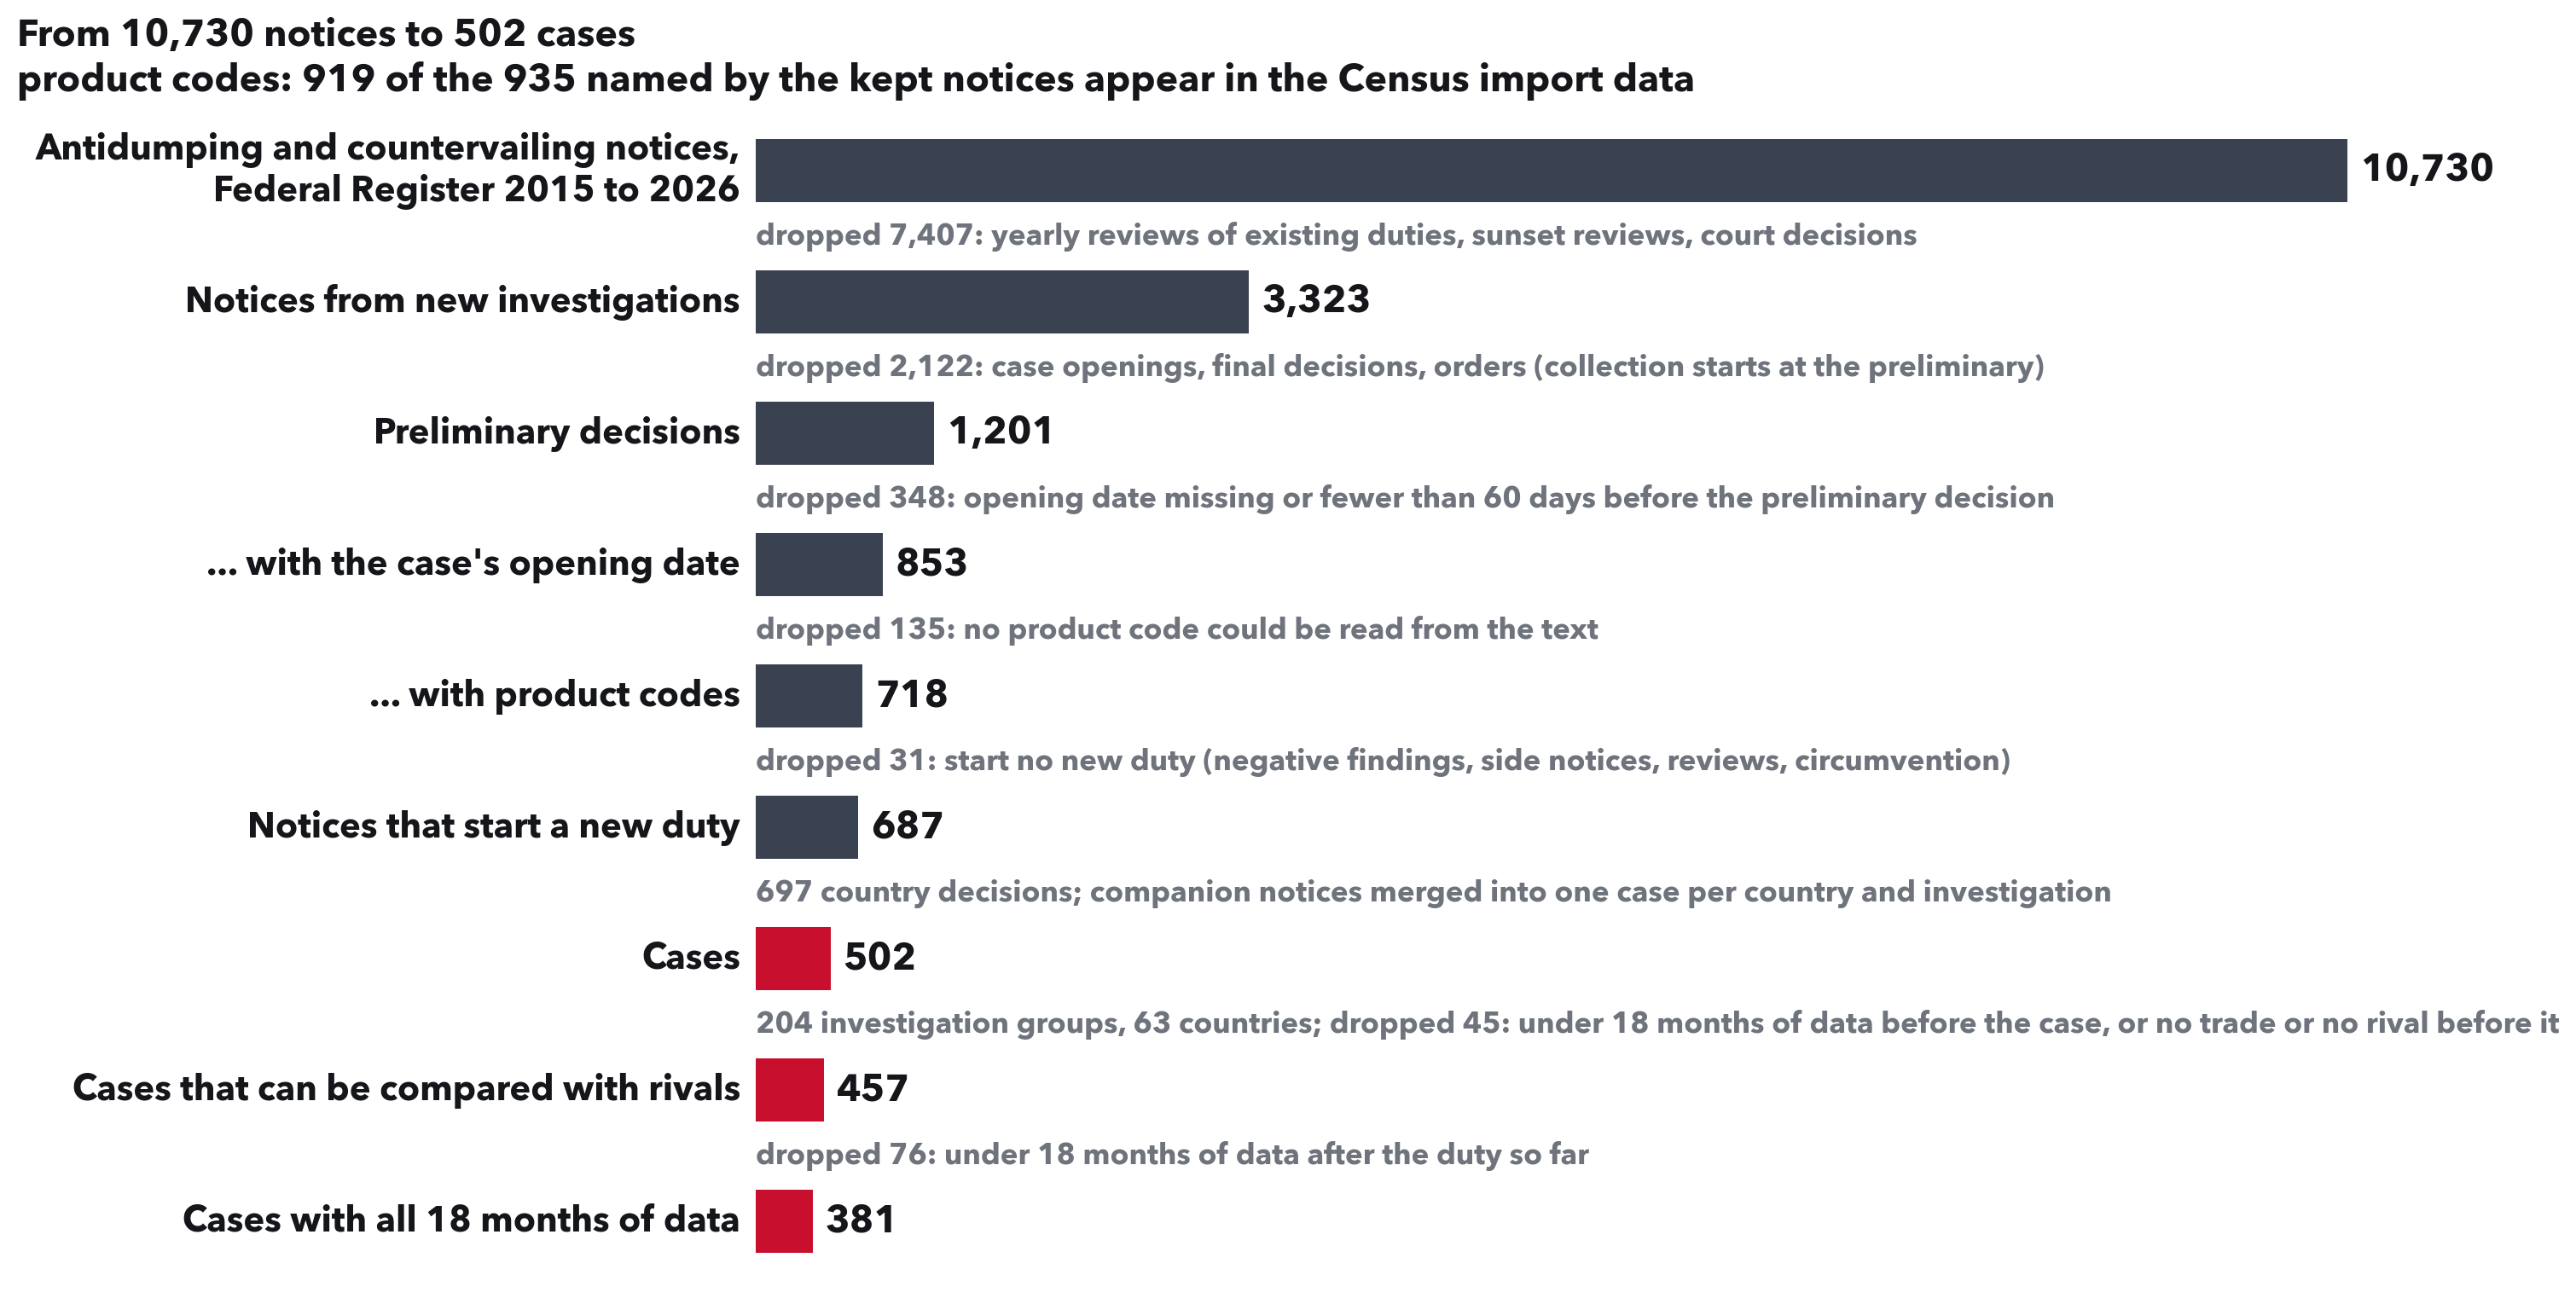 From 10,730 notices to 502 cases
product codes: 919 of the 935 named by the kept notices appear in the Census import data
Antidumping and countervailing notices,
Federal Register 2015 to 2026
10,730
dropped 7,407: yearly reviews of existing duties, sunset reviews, court decisions
Notices from new investigations
3,323
dropped 2,122: case openings, final decisions, orders (collection starts at the preliminary)
Preliminary decisions
1,201
dropped 348: opening date missing or fewer than 60 days before the preliminary decision
... with the case's opening date
853
dropped 135: no product code could be read from the text
... with product codes
718
dropped 31: start no new duty (negative findings, side notices, reviews, circumvention)
Notices that start a new duty
687
697 country decisions; companion notices merged into one case per country and investigation
Cases
502
204 investigation groups, 63 countries; dropped 45: under 18 months of data before the case, or no trade or no rival before it
Cases that can be compared with rivals
457
dropped 76: under 18 months of data after the duty so far
Cases with all 18 months of data
381